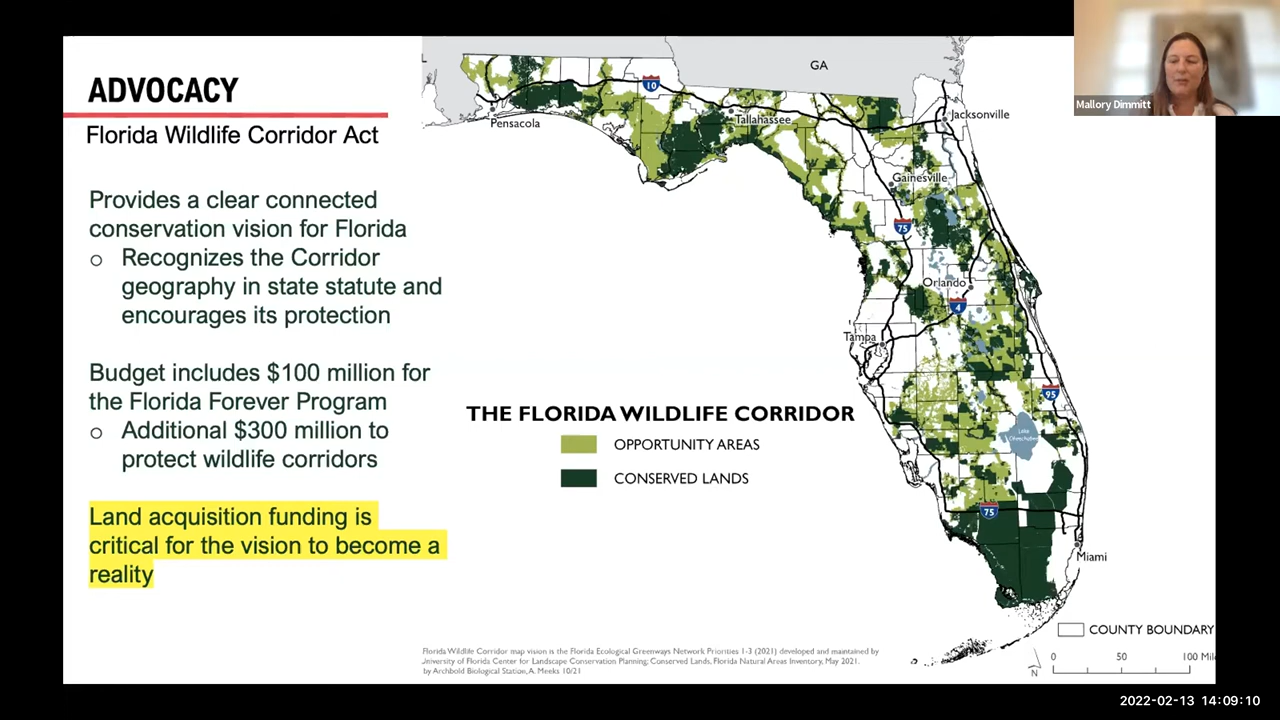 ADVOCACY
Florida Wildlife Corridor Act
Provides a clear connected
conservation vision for Florida
o Recognizes the Corridor
geography in state statute and
encourages its protection
Budget includes $100 million for
the Florida Forever Program
o Additional $300 million to
protect wildlife corridors
Land acquisition funding is
critical for the vision to become a
reality
GA
10
Pensacola
Tallahassee
Jacksonville
Gainesville
75
Orlando
4
Tampa
95
Lake
Okeechobee
75
Miami
THE FLORIDA WILDLIFE CORRIDOR
OPPORTUNITY AREAS
CONSERVED LANDS
COUNTY BOUNDARY
0 50 100 Mil
N
Florida Wildlife Corridor map vision is the Florida Ecological Greenways Network Priorities 1-3 (2021) developed and maintained by
University of Florida Center for Landscape Conservation Planning; Conserved Lands, Florida Natural Areas Inventory, May 2021.
by Archbold Biological Station, A. Meeks 10/21
Mallory Dimmitt
2022-02-13 14:09:10